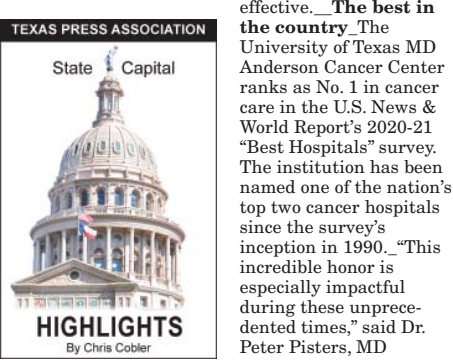 TEXAS PRESS ASSOCIATION
State Capital
HIGHLIGHTS
By Chris Cobler
effective.__The best in
the country_The
University of Texas MD
Anderson Cancer Center
ranks as No. 1 in cancer
care in the U.S. News &
World Report’s 2020-21
“Best Hospitals” survey.
The institution has been
named one of the nation’s
top two cancer hospitals
since the survey’s
inception in 1990._“This
incredible honor is
especially impactful
during these unprece-
dented times,” said Dr.
Peter Pisters, MD